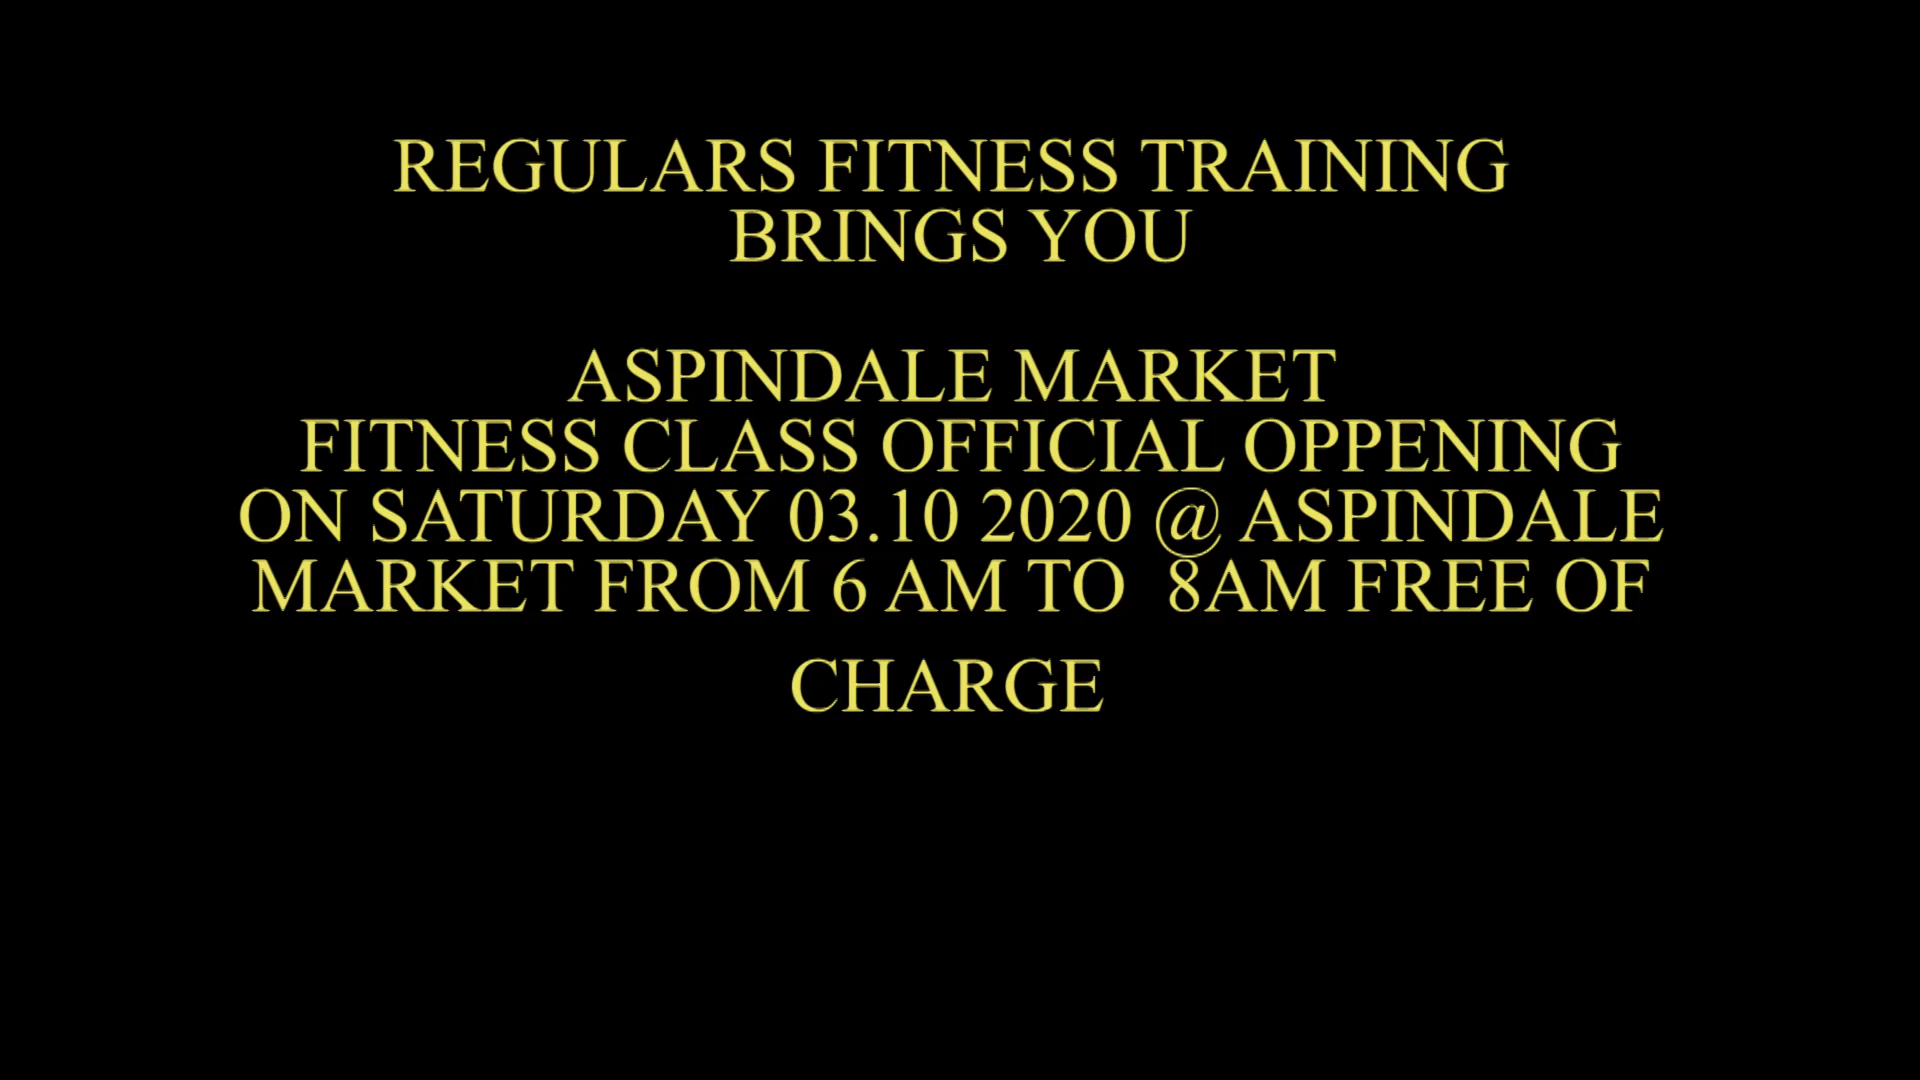 REGULARS FITNESS TRAINING
BRINGS YOU
ASPINDALE MARKET
FITNESS CLASS OFFICIAL OPPENING
ON SATURDAY 03.10 2020 @ ASPINDALE
MARKET FROM 6 AM TO  8AM FREE OF
CHARGE